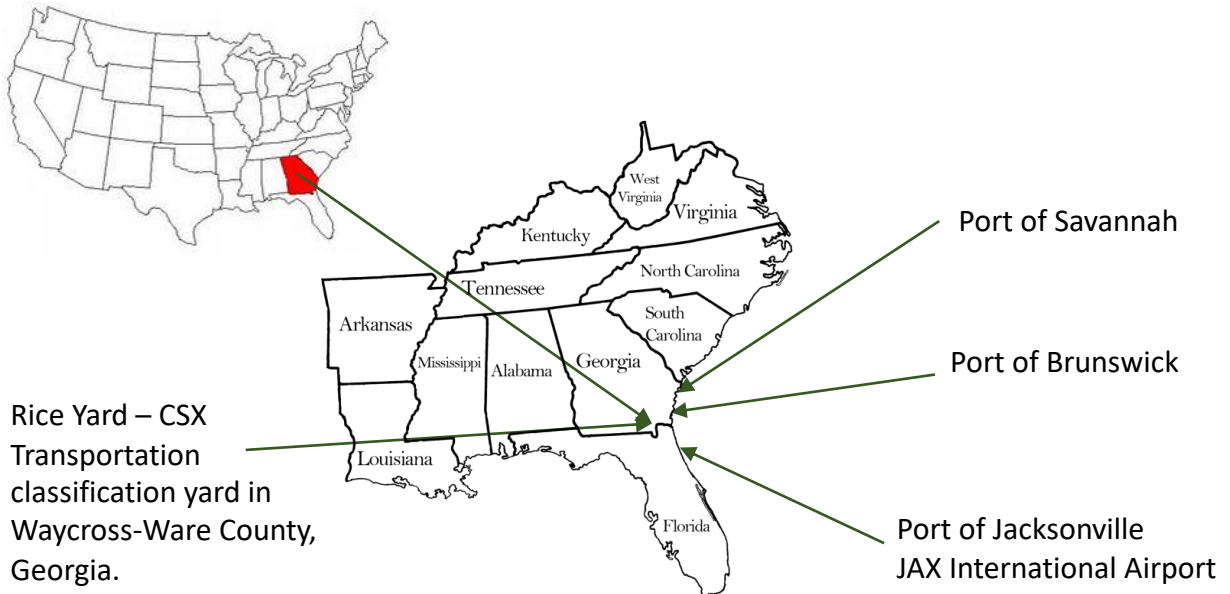 West
Virginia
Virginia
Kentucky
Port of Savannah
North Carolina
Tennessee
South
Carolina
Arkansas
Mississippi
Alabama
Georgia
Port of Brunswick
Rice Yard – CSX
Transportation
classification yard in
Waycross-Ware County,
Georgia.
Louisiana
Florida
Port of Jacksonville
JAX International Airport